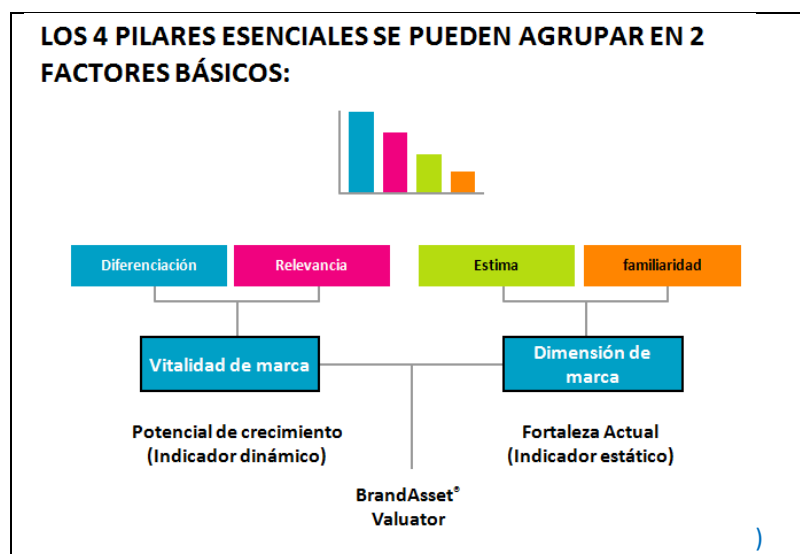 LOS 4 PILARES ESENCIALES SE PUEDEN AGRUPAR EN 2
FACTORES BÁSICOS:
Diferenciación
Relevancia
Estima
familiaridad
Vitalidad de marca
Dimensión de
marca
Potencial de crecimiento
(Indicador dinámico)
Fortaleza Actual
(Indicador estático)
BrandAsset®
Valuator
)